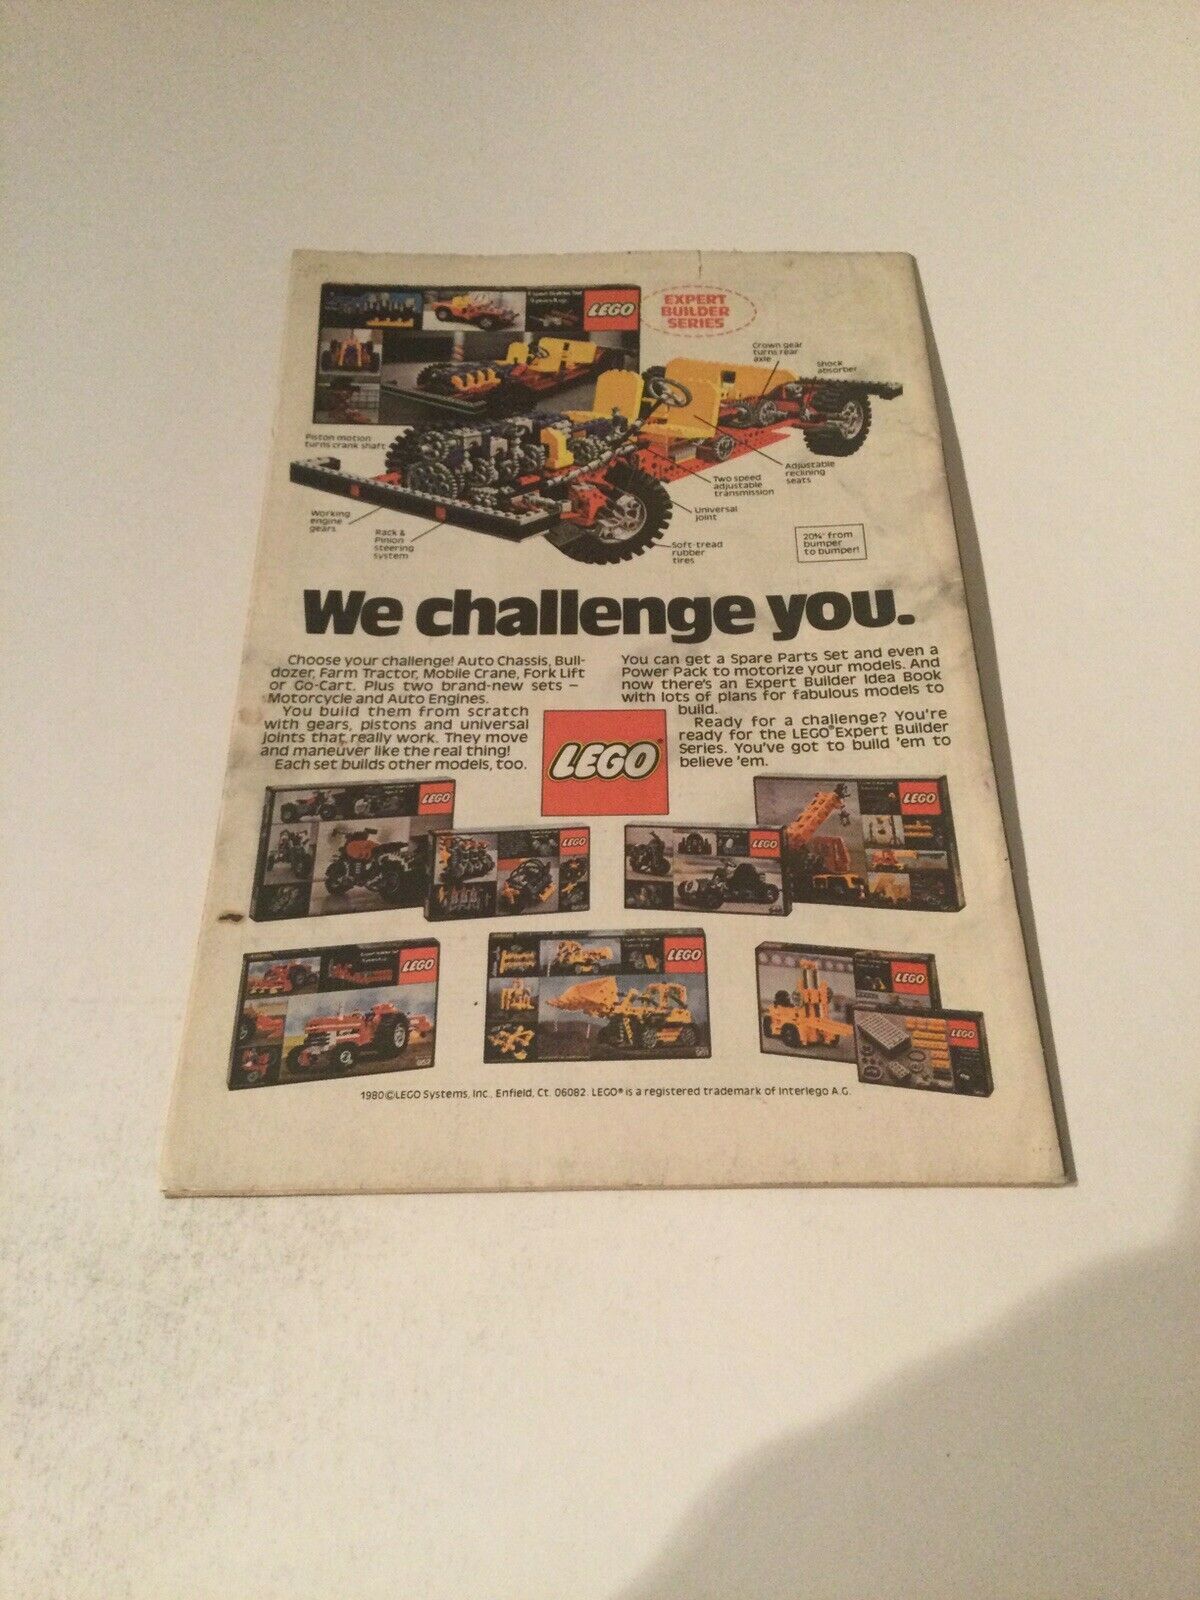 LEGO
EXPERT
BUILDER
SERIES
Crown gear
turns rear
axle
Shock
absorber
Piston motion
turns crank shaft
Adjustable
reclining
seats
Two speed
adjustable
transmission
Working
engine
gears
Universal
joint
Rack &
Pinion
steering
system
Soft-tread
rubber
tires
20¾" from
bumper
to bumper!
We challenge you.
Choose your challenge! Auto Chassis, Bull-
dozer, Farm Tractor, Mobile Crane, Fork Lift
or Go-Cart. Plus two brand-new sets –
Motorcycle and Auto Engines.
You build them from scratch
with gears, pistons and universal
joints that really work. They move
and maneuver like the real thing!
Each set builds other models, too.
You can get a Spare Parts Set and even a
Power Pack to motorize your models. And
now there's an Expert Builder Idea Book
with lots of plans for fabulous models to
build.
Ready for a challenge? You're
ready for the LEGO® Expert Builder
Series. You've got to build 'em to
believe 'em.
LEGO®
LEGO
LEGO
LEGO
LEGO
LEGO
952
LEGO
LEGO
LEGO
1980 © LEGO Systems, Inc., Enfield, Ct. 06082. LEGO® is a registered trademark of Interlego A.G.